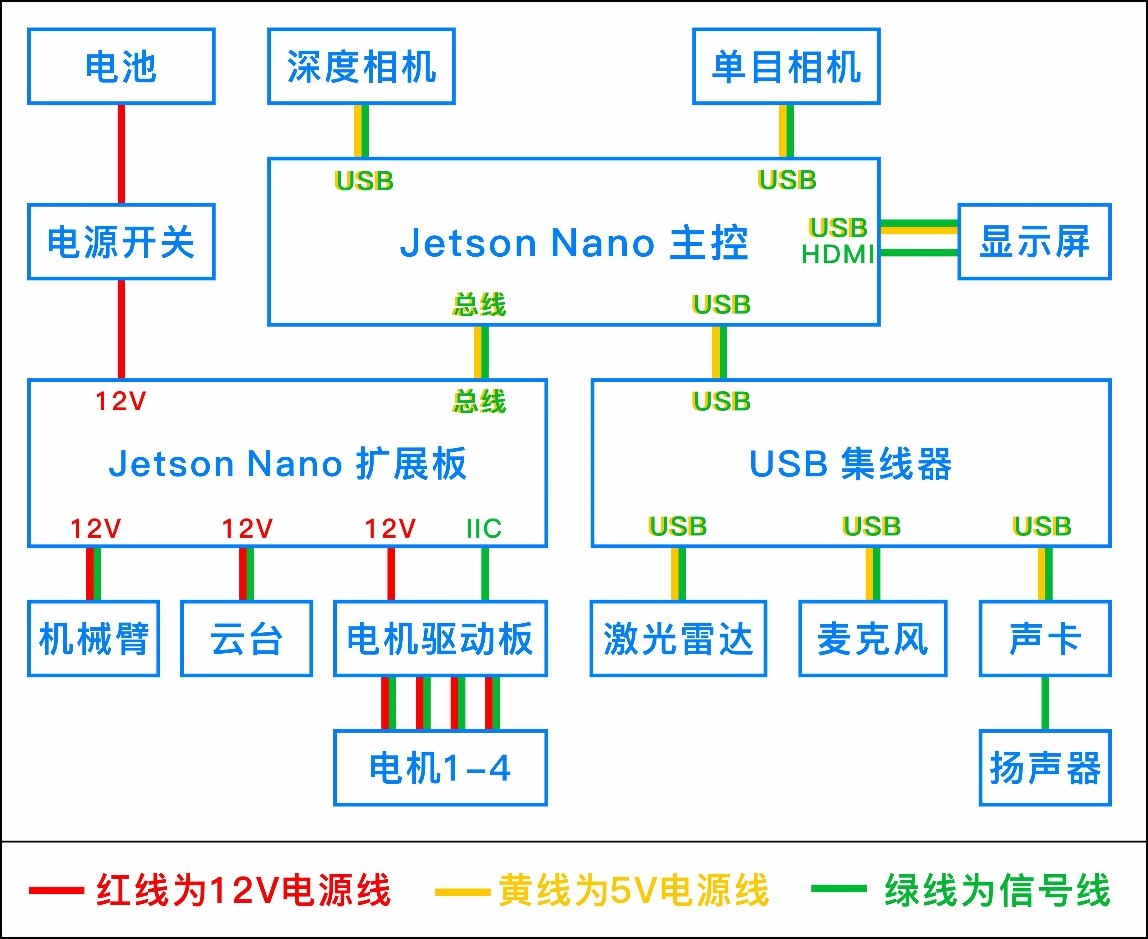 电池
深度相机
单目相机
USB
USB
电源开关
Jetson Nano 主控
USB
HDMI
显示屏
总线
USB
12V
总线
USB
Jetson Nano 扩展板
USB 集线器
12V
12V
12V
IIC
USB
USB
USB
机械臂
云台
电机驱动板
激光雷达
麦克风
声卡
电机1-4
扬声器
红线为12V电源线
黄线为5V电源线
绿线为信号线